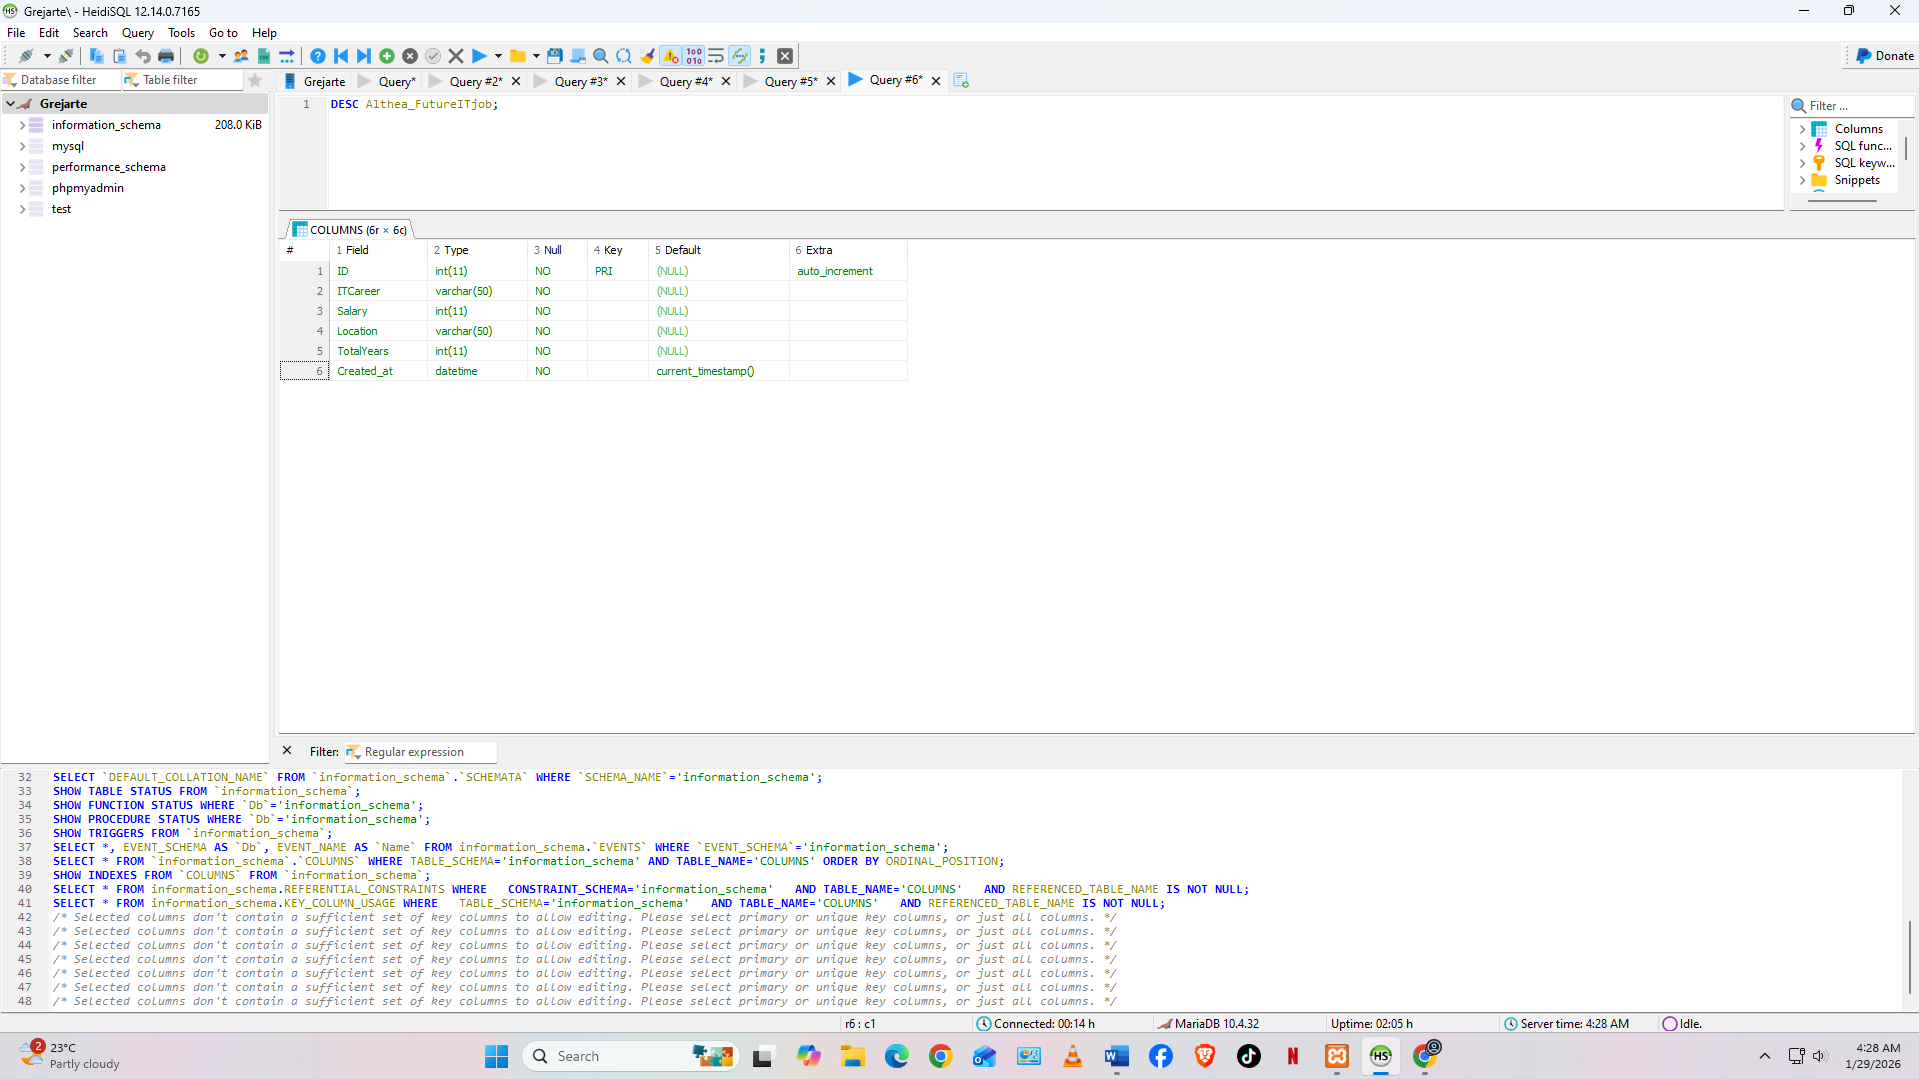 Grejarte\ - HeidiSQL 12.14.0.7165
File Edit Search Query Tools Go to Help
Donate
Database filter Table filter
Grejarte Query* Query #2* Query #3* Query #4* Query #5* Query #6*
Grejarte
information_schema 208.0 KiB
mysql
performance_schema
phpmyadmin
test
1 DESC Althea_FutureITjob;
Filter ...
Columns
SQL func...
SQL keyw...
Snippets
COLUMNS (6r × 6c)
# 1 Field 2 Type 3 Null 4 Key 5 Default 6 Extra
1 ID int(11) NO PRI (NULL) auto_increment
2 ITCareer varchar(50) NO (NULL)
3 Salary int(11) NO (NULL)
4 Location varchar(50) NO (NULL)
5 TotalYears int(11) NO (NULL)
6 Created_at datetime NO current_timestamp()
Filter: Regular expression
32 SELECT `DEFAULT_COLLATION_NAME` FROM `information_schema`.`SCHEMATA` WHERE `SCHEMA_NAME`='information_schema';
33 SHOW TABLE STATUS FROM `information_schema`;
34 SHOW FUNCTION STATUS WHERE `Db`='information_schema';
35 SHOW PROCEDURE STATUS WHERE `Db`='information_schema';
36 SHOW TRIGGERS FROM `information_schema`;
37 SELECT *, EVENT_SCHEMA AS `Db`, EVENT_NAME AS `Name` FROM information_schema.`EVENTS` WHERE `EVENT_SCHEMA`='information_schema';
38 SELECT * FROM `information_schema`.`COLUMNS` WHERE TABLE_SCHEMA='information_schema' AND TABLE_NAME='COLUMNS' ORDER BY ORDINAL_POSITION;
39 SHOW INDEXES FROM `COLUMNS` FROM `information_schema`;
40 SELECT * FROM information_schema.REFERENTIAL_CONSTRAINTS WHERE CONSTRAINT_SCHEMA='information_schema' AND TABLE_NAME='COLUMNS' AND REFERENCED_TABLE_NAME IS NOT NULL;
41 SELECT * FROM information_schema.KEY_COLUMN_USAGE WHERE TABLE_SCHEMA='information_schema' AND TABLE_NAME='COLUMNS' AND REFERENCED_TABLE_NAME IS NOT NULL;
42 /* Selected columns don't contain a sufficient set of key columns to allow editing. Please select primary or unique key columns, or just all columns. */
43 /* Selected columns don't contain a sufficient set of key columns to allow editing. Please select primary or unique key columns, or just all columns. */
44 /* Selected columns don't contain a sufficient set of key columns to allow editing. Please select primary or unique key columns, or just all columns. */
45 /* Selected columns don't contain a sufficient set of key columns to allow editing. Please select primary or unique key columns, or just all columns. */
46 /* Selected columns don't contain a sufficient set of key columns to allow editing. Please select primary or unique key columns, or just all columns. */
47 /* Selected columns don't contain a sufficient set of key columns to allow editing. Please select primary or unique key columns, or just all columns. */
48 /* Selected columns don't contain a sufficient set of key columns to allow editing. Please select primary or unique key columns, or just all columns. */
r6 : c1 Connected: 00:14 h MariaDB 10.4.32 Uptime: 02:05 h Server time: 4:28 AM Idle.
2 23°C
Partly cloudy
Search
4:28 AM
1/29/2026